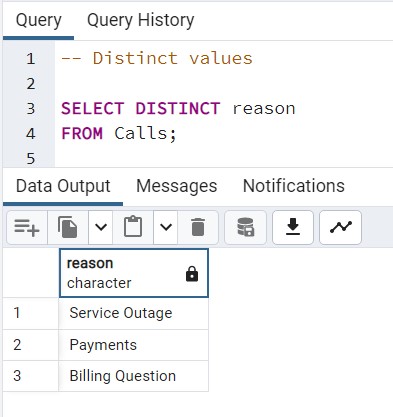 Query Query History
1 -- Distinct values
2
3 SELECT DISTINCT reason
4 FROM Calls;
5
Data Output Messages Notifications
reason
character
1 Service Outage
2 Payments
3 Billing Question